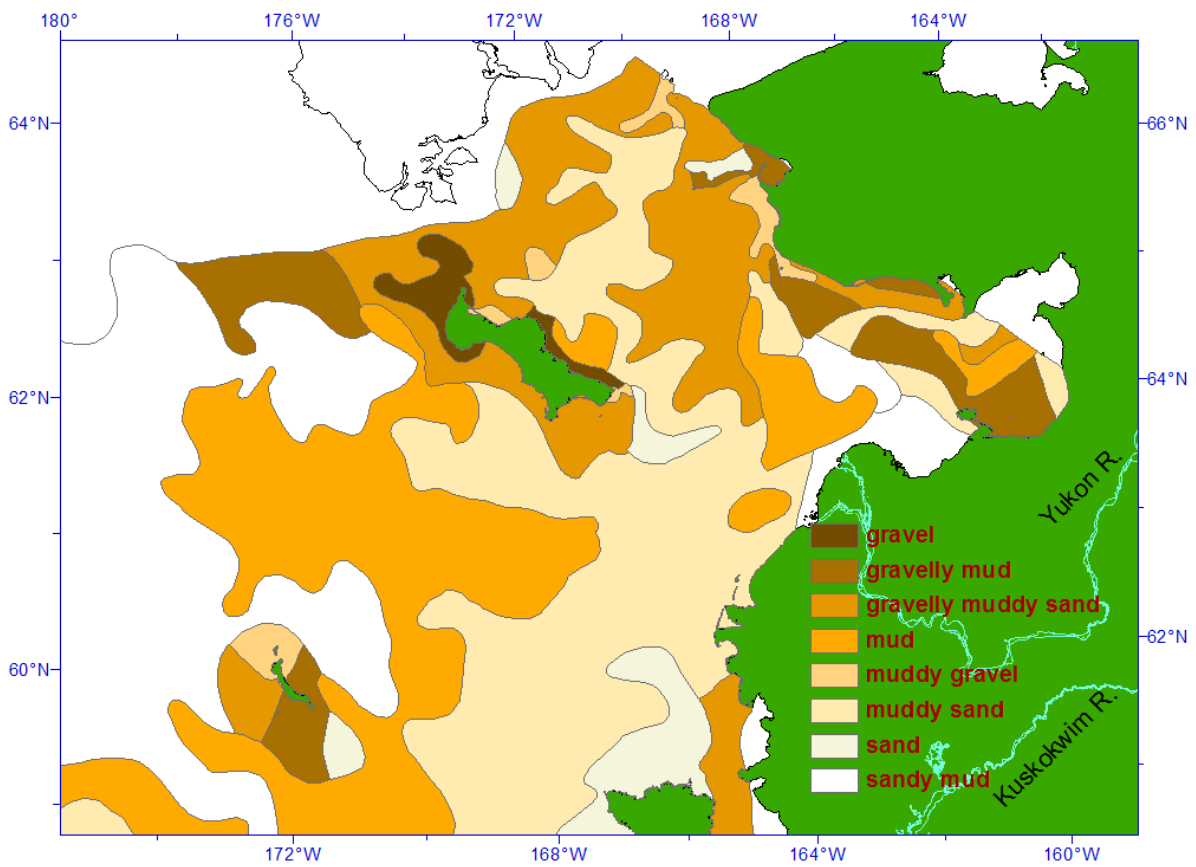 180° 176°W 172°W 168°W 164°W
64°N 66°N
62°N 64°N
Yukon R.
gravel
gravelly mud
gravelly muddy sand
mud
62°N
60°N
muddy gravel
muddy sand
Kuskokwim R.
sand
sandy mud
172°W 168°W 164°W 160°W